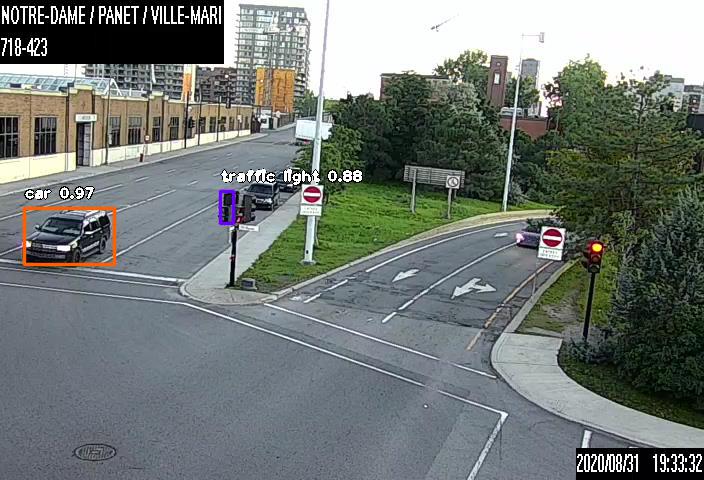 NOTRE-DAME / PANET / VILLE-MARI
718-423
traffic light 0.88
car 0.97
2020/08/31 19:33:32